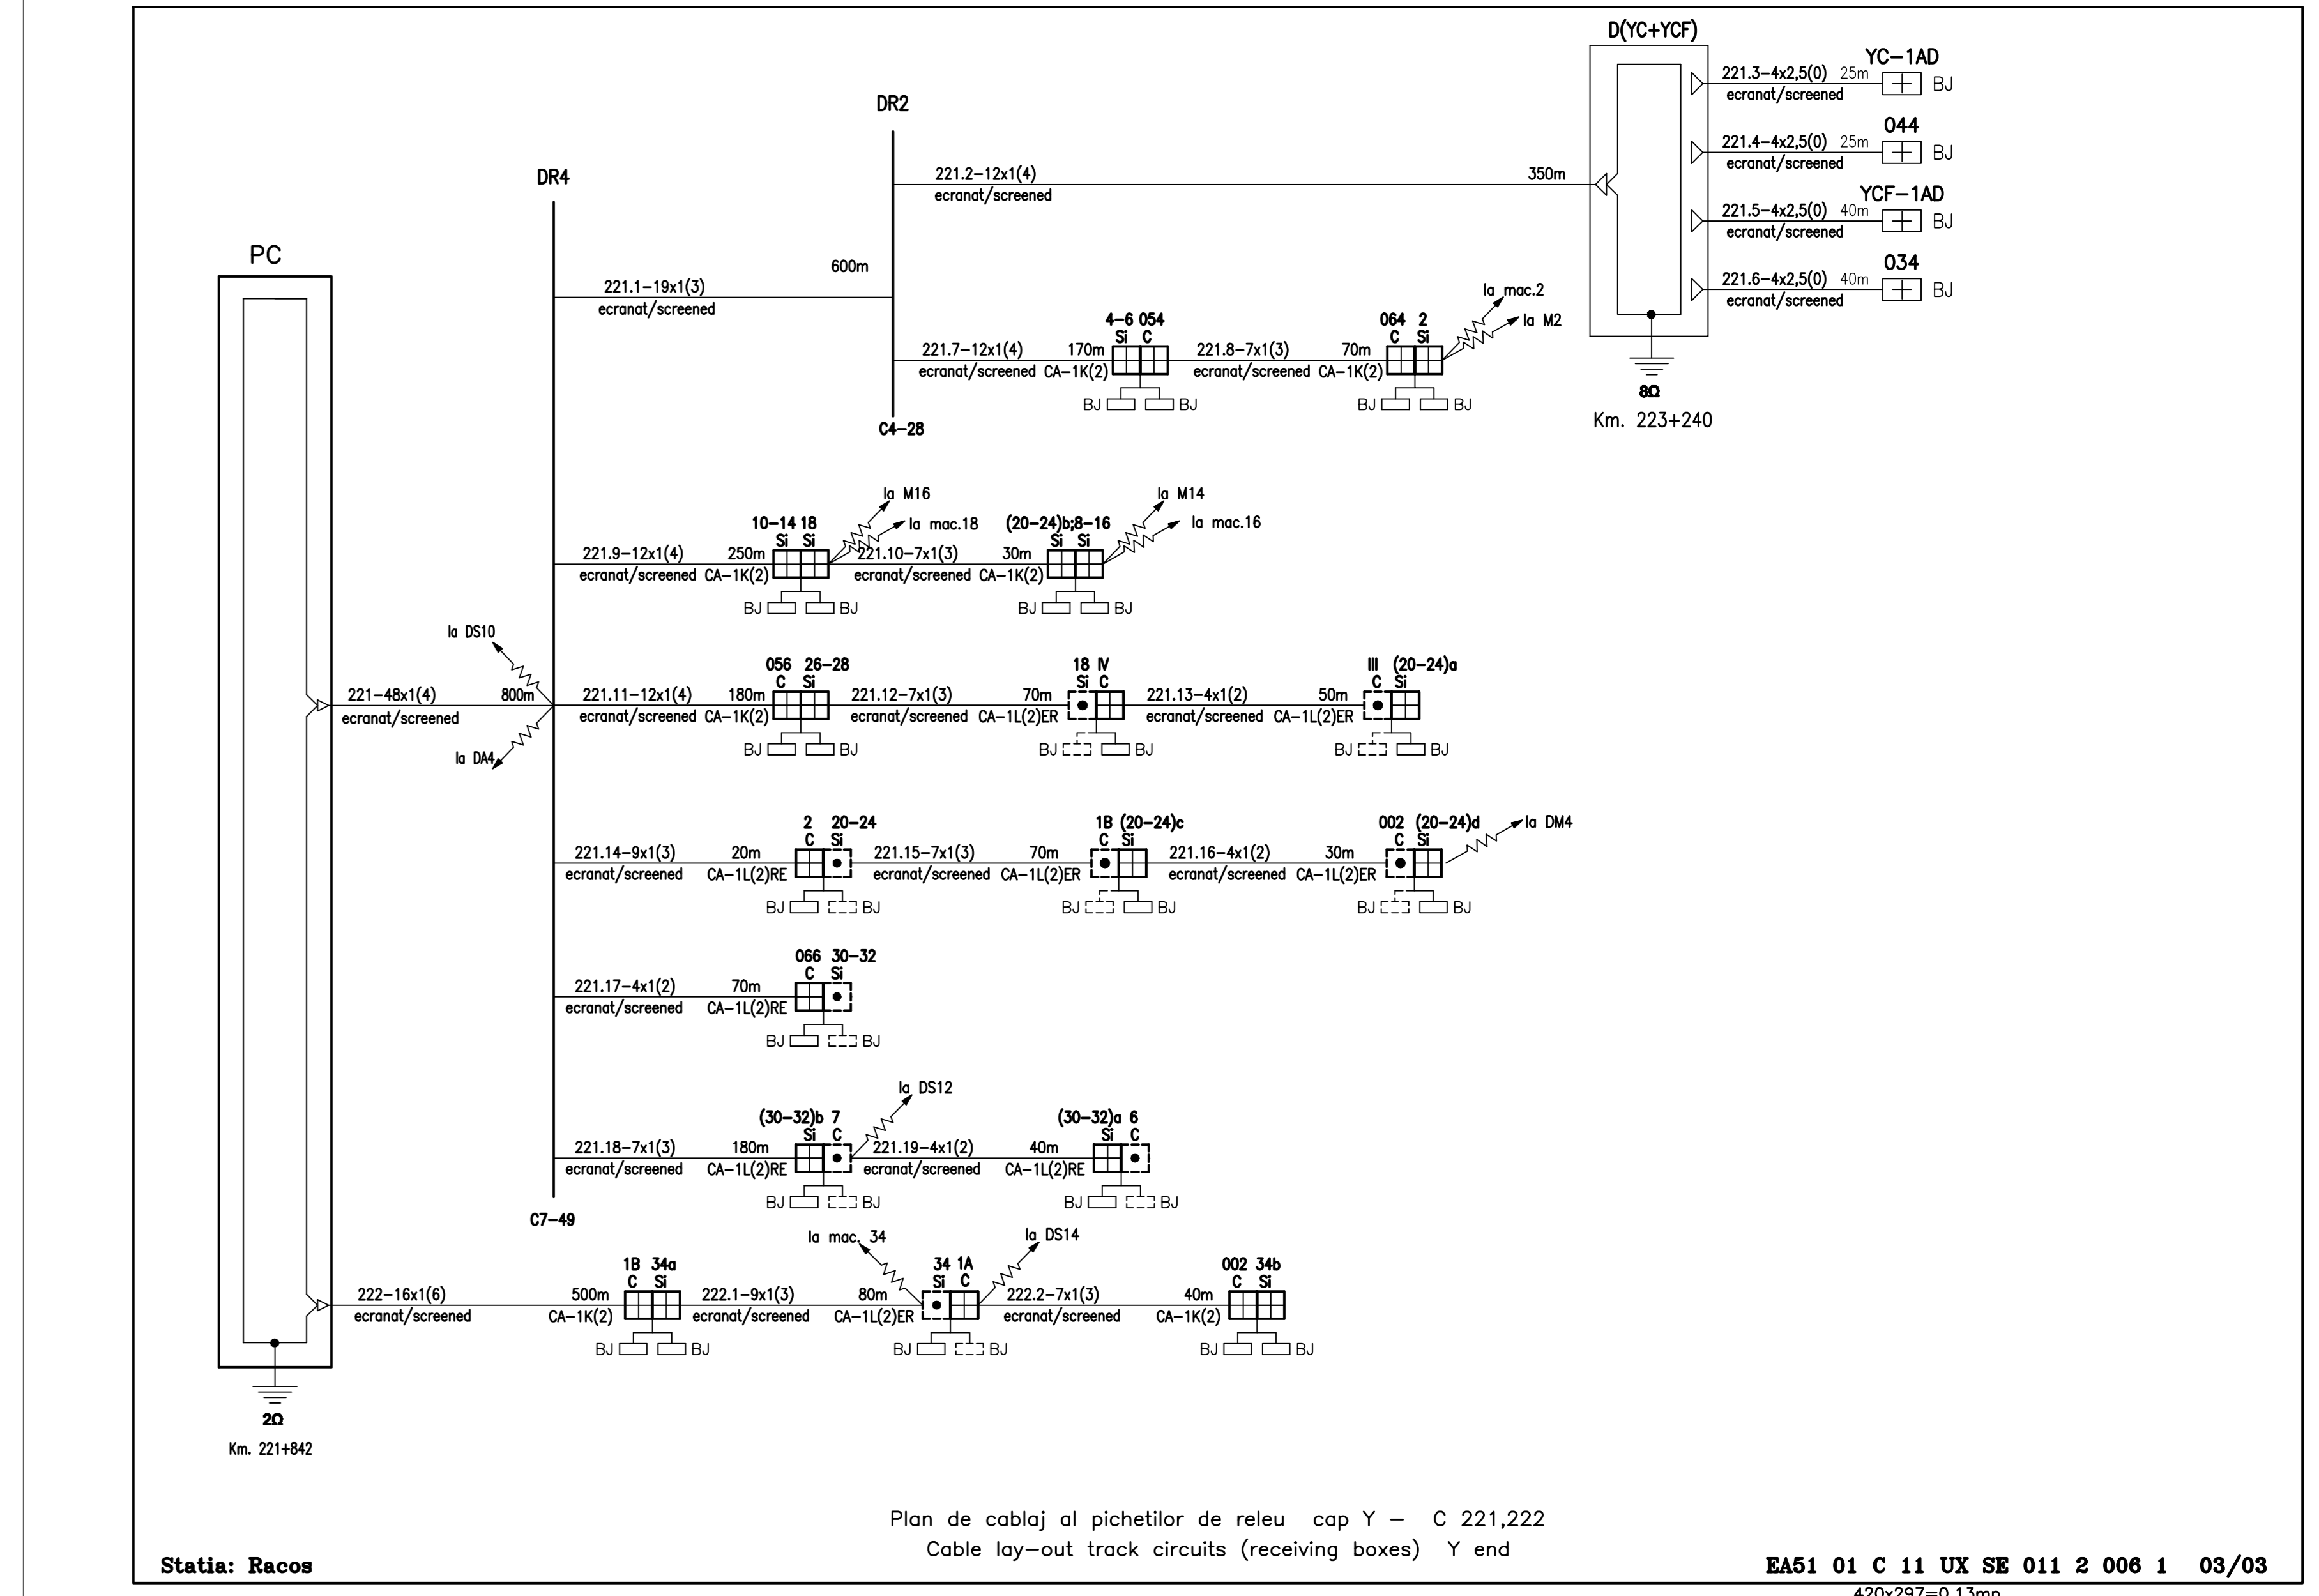 D(YC+YCF)
YC-1AD
221.3-4x2,5(0) 25m BJ
ecranat/screened
044
221.4-4x2,5(0) 25m BJ
ecranat/screened
YCF-1AD
221.5-4x2,5(0) 40m BJ
ecranat/screened
034
221.6-4x2,5(0) 40m BJ
ecranat/screened
8Ω
Km. 223+240
DR2
221.2-12x1(4) 350m
ecranat/screened
DR4
PC
600m
221.1-19x1(3)
ecranat/screened
la mac.2
la M2
4-6 054 064 2
Si C C Si
221.7-12x1(4) 170m 221.8-7x1(3) 70m
ecranat/screened CA-1K(2) ecranat/screened CA-1K(2)
BJ BJ BJ BJ
C4-28
la M16 la M14
10-14 18 la mac.18 (20-24)b;8-16 la mac.16
Si Si Si Si
221.9-12x1(4) 250m 221.10-7x1(3) 30m
ecranat/screened CA-1K(2) ecranat/screened CA-1K(2)
BJ BJ BJ BJ
la DS10
056 26-28 18 IV III (20-24)a
C Si Si C C Si
221-48x1(4) 800m 221.11-12x1(4) 180m 221.12-7x1(3) 70m 221.13-4x1(2) 50m
ecranat/screened ecranat/screened CA-1K(2) ecranat/screened CA-1L(2)ER ecranat/screened CA-1L(2)ER
BJ BJ BJ BJ BJ BJ
la DA4
2 20-24 1B (20-24)c 002 (20-24)d la DM4
C Si C Si C Si
221.14-9x1(3) 20m 221.15-7x1(3) 70m 221.16-4x1(2) 30m
ecranat/screened CA-1L(2)RE ecranat/screened CA-1L(2)ER ecranat/screened CA-1L(2)ER
BJ BJ BJ BJ BJ BJ
066 30-32
C Si
221.17-4x1(2) 70m
ecranat/screened CA-1L(2)RE
BJ BJ
la DS12
(30-32)b 7 (30-32)a 6
Si C Si C
221.18-7x1(3) 180m 221.19-4x1(2) 40m
ecranat/screened CA-1L(2)RE ecranat/screened CA-1L(2)RE
BJ BJ BJ BJ
C7-49
la mac. 34 la DS14
1B 34a 34 1A 002 34b
C Si Si C C Si
222-16x1(6) 500m 222.1-9x1(3) 80m 222.2-7x1(3) 40m
ecranat/screened CA-1K(2) ecranat/screened CA-1L(2)ER ecranat/screened CA-1K(2)
BJ BJ BJ BJ BJ BJ
2Ω
Km. 221+842
Plan de cablaj al pichetilor de releu cap Y - C 221,222
Cable lay-out track circuits (receiving boxes) Y end
Statia: Racos
EA51 01 C 11 UX SE 011 2 006 1 03/03
420x297=0.13mp